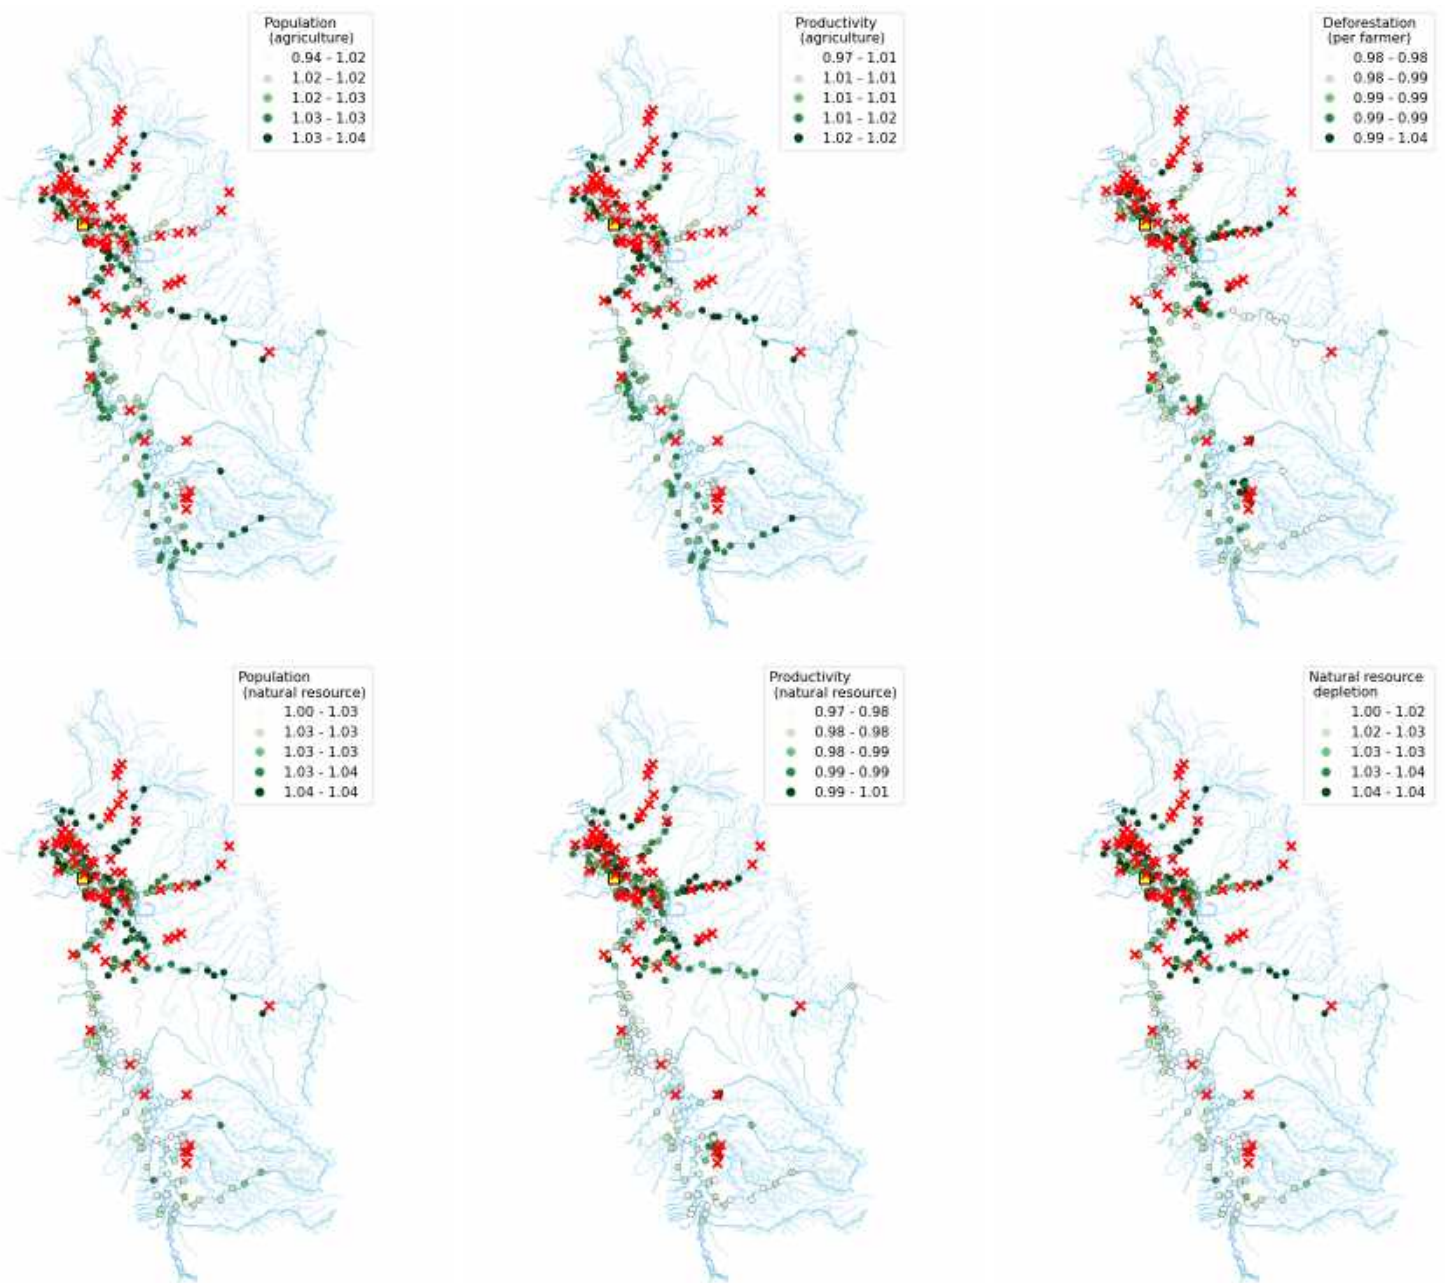 Population
(agriculture)
0.94 - 1.02
1.02 - 1.02
1.02 - 1.03
1.03 - 1.03
1.03 - 1.04
Productivity
(agriculture)
0.97 - 1.01
1.01 - 1.01
1.01 - 1.01
1.01 - 1.02
1.02 - 1.02
Deforestation
(per farmer)
0.98 - 0.98
0.98 - 0.99
0.99 - 0.99
0.99 - 0.99
0.99 - 1.04
Population
(natural resource)
1.00 - 1.03
1.03 - 1.03
1.03 - 1.03
1.03 - 1.04
1.04 - 1.04
Productivity
(natural resource)
0.97 - 0.98
0.98 - 0.98
0.98 - 0.99
0.99 - 0.99
0.99 - 1.01
Natural resource
depletion
1.00 - 1.02
1.02 - 1.03
1.03 - 1.03
1.03 - 1.04
1.04 - 1.04